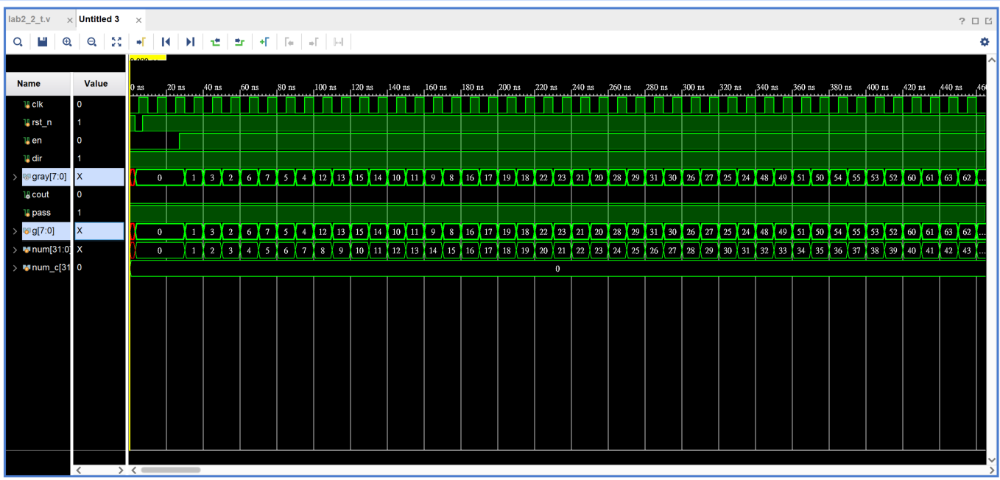 lab2_2_t.v × Untitled 3 ×
Name Value 0 ns 20 ns 40 ns 60 ns 80 ns 100 ns 120 ns 140 ns 160 ns 180 ns 200 ns 220 ns 240 ns 260 ns 280 ns 300 ns 320 ns 340 ns 360 ns 380 ns 400 ns 420 ns 440 ns 460
clk 0
rst_n 1
en 0
dir 1
gray[7:0] X 0 1 3 2 6 7 5 4 12 13 15 14 10 11 9 8 16 17 19 18 22 23 21 20 28 29 31 30 26 27 25 24 48 49 51 50 54 55 53 52 60 61 63 62 ...
cout 0
pass 1
g[7:0] X 0 1 3 2 6 7 5 4 12 13 15 14 10 11 9 8 16 17 19 18 22 23 21 20 28 29 31 30 26 27 25 24 48 49 51 50 54 55 53 52 60 61 63 62 ...
num[31:0] X 0 1 2 3 4 5 6 7 8 9 10 11 12 13 14 15 16 17 18 19 20 21 22 23 24 25 26 27 28 29 30 31 32 33 34 35 36 37 38 39 40 41 42 43 ...
num_c[31 0 0